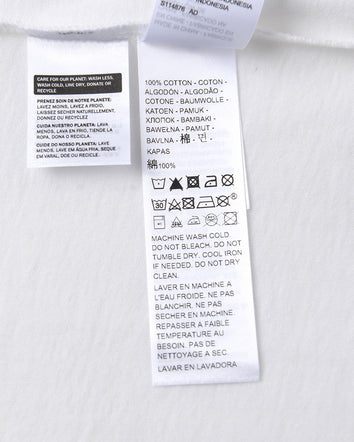 INDONESIA
S114876 AD
CARE FOR OUR PLANET: WASH LESS,
WASH COLD, LINE DRY, DONATE OR
RECYCLE
PRENEZ SOIN DE NOTRE PLANETE:
LAVEZ MOINS, LAVEZ A FROID,
LAISSEZ SECHER NATURELLEMENT,
DONNEZ OU RECYCLEZ
CUIDA NUESTRO PLANETA: LAVA
MENOS, LAVA EN FRIO, TIENDE LA
ROPA, DONA O RECICLA.
CUIDE DO NOSSO PLANETA: LAVE
MENOS, LAVE EM ÁGUA FRIA, SEQUE
EM VARAL, DOE OU RECICLE.
100% COTTON - COTON -
ALGODÓN - ALGODÃO -
COTONE - BAUMWOLLE -
KATOEN - PAMUK -
ХЛОПОК - BAMBAKI -
BAWEŁNA - PAMUT -
BAVLNA - 棉 - 면 -
KAPAS
綿100%
30
MACHINE WASH COLD.
DO NOT BLEACH. DO NOT
TUMBLE DRY. COOL IRON
IF NEEDED. DO NOT DRY
CLEAN.
LAVER EN MACHINE A
L'EAU FROIDE. NE PAS
BLANCHIR. NE PAS
SECHER EN MACHINE.
REPASSER A FAIBLE
TEMPERATURE AU
BESOIN. PAS DE
NETTOYAGE A SEC.
LAVAR EN LAVADORA